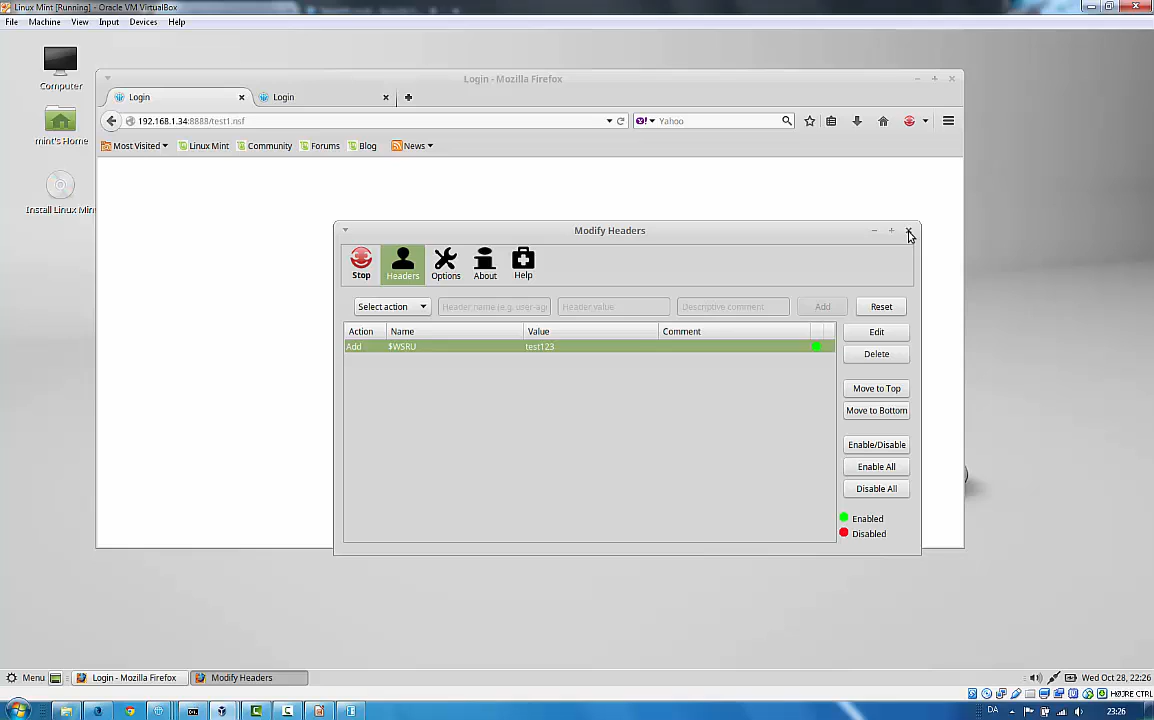 Linux Mint [Running] - Oracle VM VirtualBox
File Machine View Input Devices Help
Computer
mint's Home
Install Linux Min
Login - Mozilla Firefox
Login
Login
192.168.1.34:8888/test1.nsf
Yahoo
Most Visited
Linux Mint
Community
Forums
Blog
News
Modify Headers
Stop
Headers
Options
About
Help
Select action
Header name (e.g. user-age
Header value
Descriptive comment
Add
Reset
Action Name Value Comment
Add $WSRU test123
Edit
Delete
Move to Top
Move to Bottom
Enable/Disable
Enable All
Disable All
Enabled
Disabled
Menu
Login - Mozilla Firefox
Modify Headers
Wed Oct 28, 22:26
HØJRE CTRL
DA
23:26